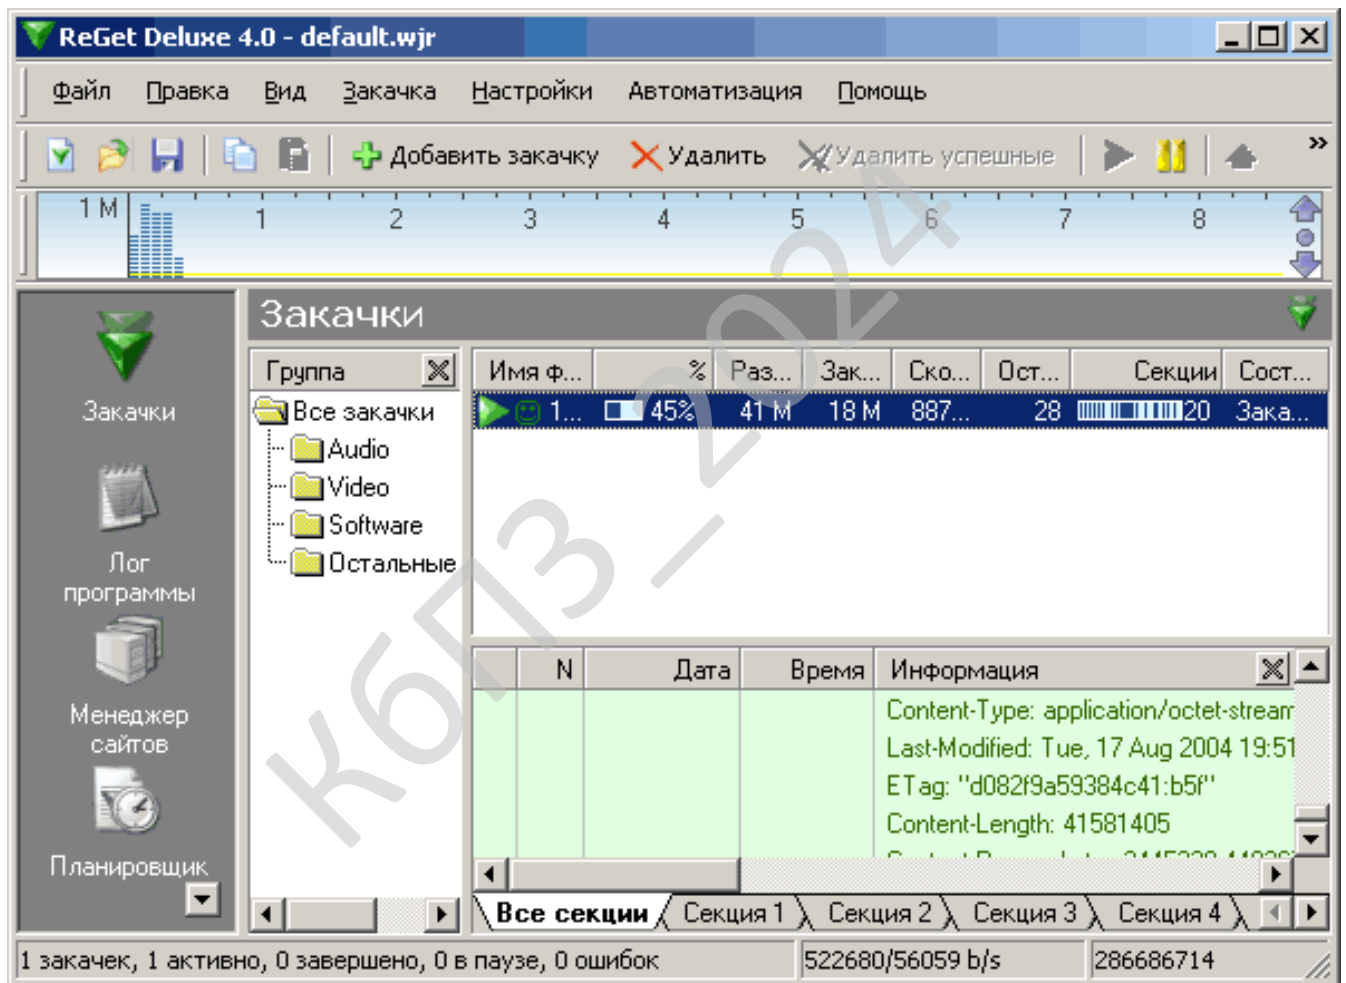 ReGet Deluxe 4.0 - default.wjr
Файл Правка Вид Закачка Настройки Автоматизация Помощь
Добавить закачку Удалить Удалить успешные »
1 M 1 2 3 4 5 6 7 8
Закачки
Закачки
Лог
программы
Менеджер
сайтов
Планировщик
Группа
Все закачки
Audio
Video
Software
Остальные
Имя ф... % Раз... Зак... Ско... Ост... Секции Сост...
1... 45% 41 M 18 M 887... 28 20 Зака...
N Дата Время Информация
Content-Type: application/octet-stream
Last-Modified: Tue, 17 Aug 2004 19:51
ETag: "d082f9a59384c41:b5f"
Content-Length: 41581405
Все секции Секция 1 Секция 2 Секция 3 Секция 4
1 закачек, 1 активно, 0 завершено, 0 в паузе, 0 ошибок 522680/56059 b/s 286686714
КБПЗ_2024